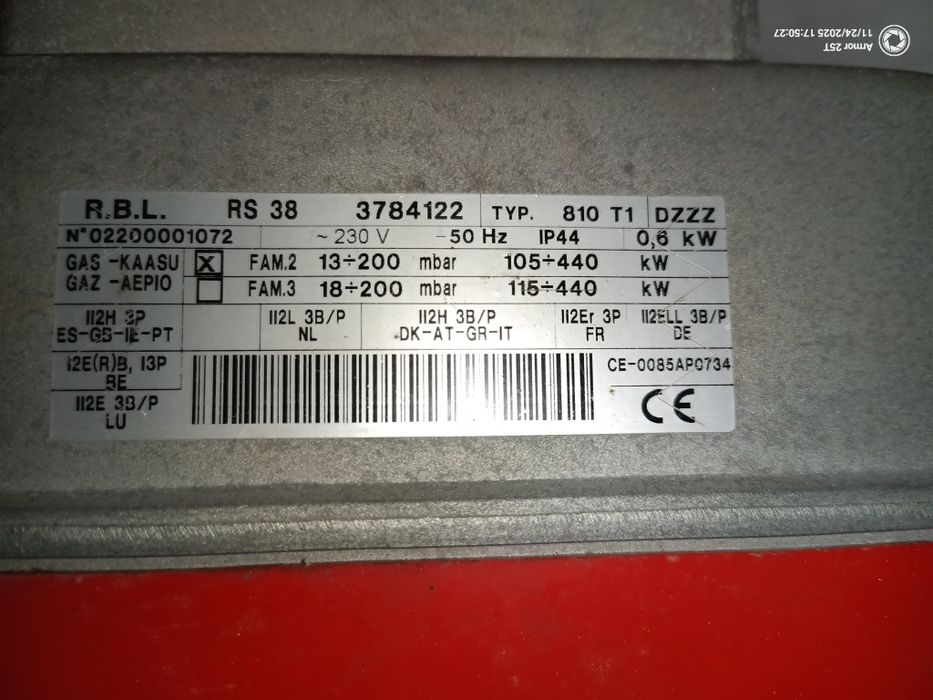 Armor 25T
11/24/2025 17:50:27
R.B.L. RS 38 3784122 TYP. 810 T1 DZZZ
N°02200001072 ~ 230 V 50 Hz IP44 0,6 kW
GAS -KAASU X FAM.2 13÷200 mbar 105÷440 kW
GAZ -AEPIO FAM.3 18÷200 mbar 115÷440 kW
II2H 3P II2L 3B/P II2H 3B/P II2Er 3P II2ELL 3B/P
ES-GB-IE-PT NL DK-AT-GR-IT FR DE
I2E(R)B, I3P CE-0085AP0734
BE
II2E 3B/P CE
LU